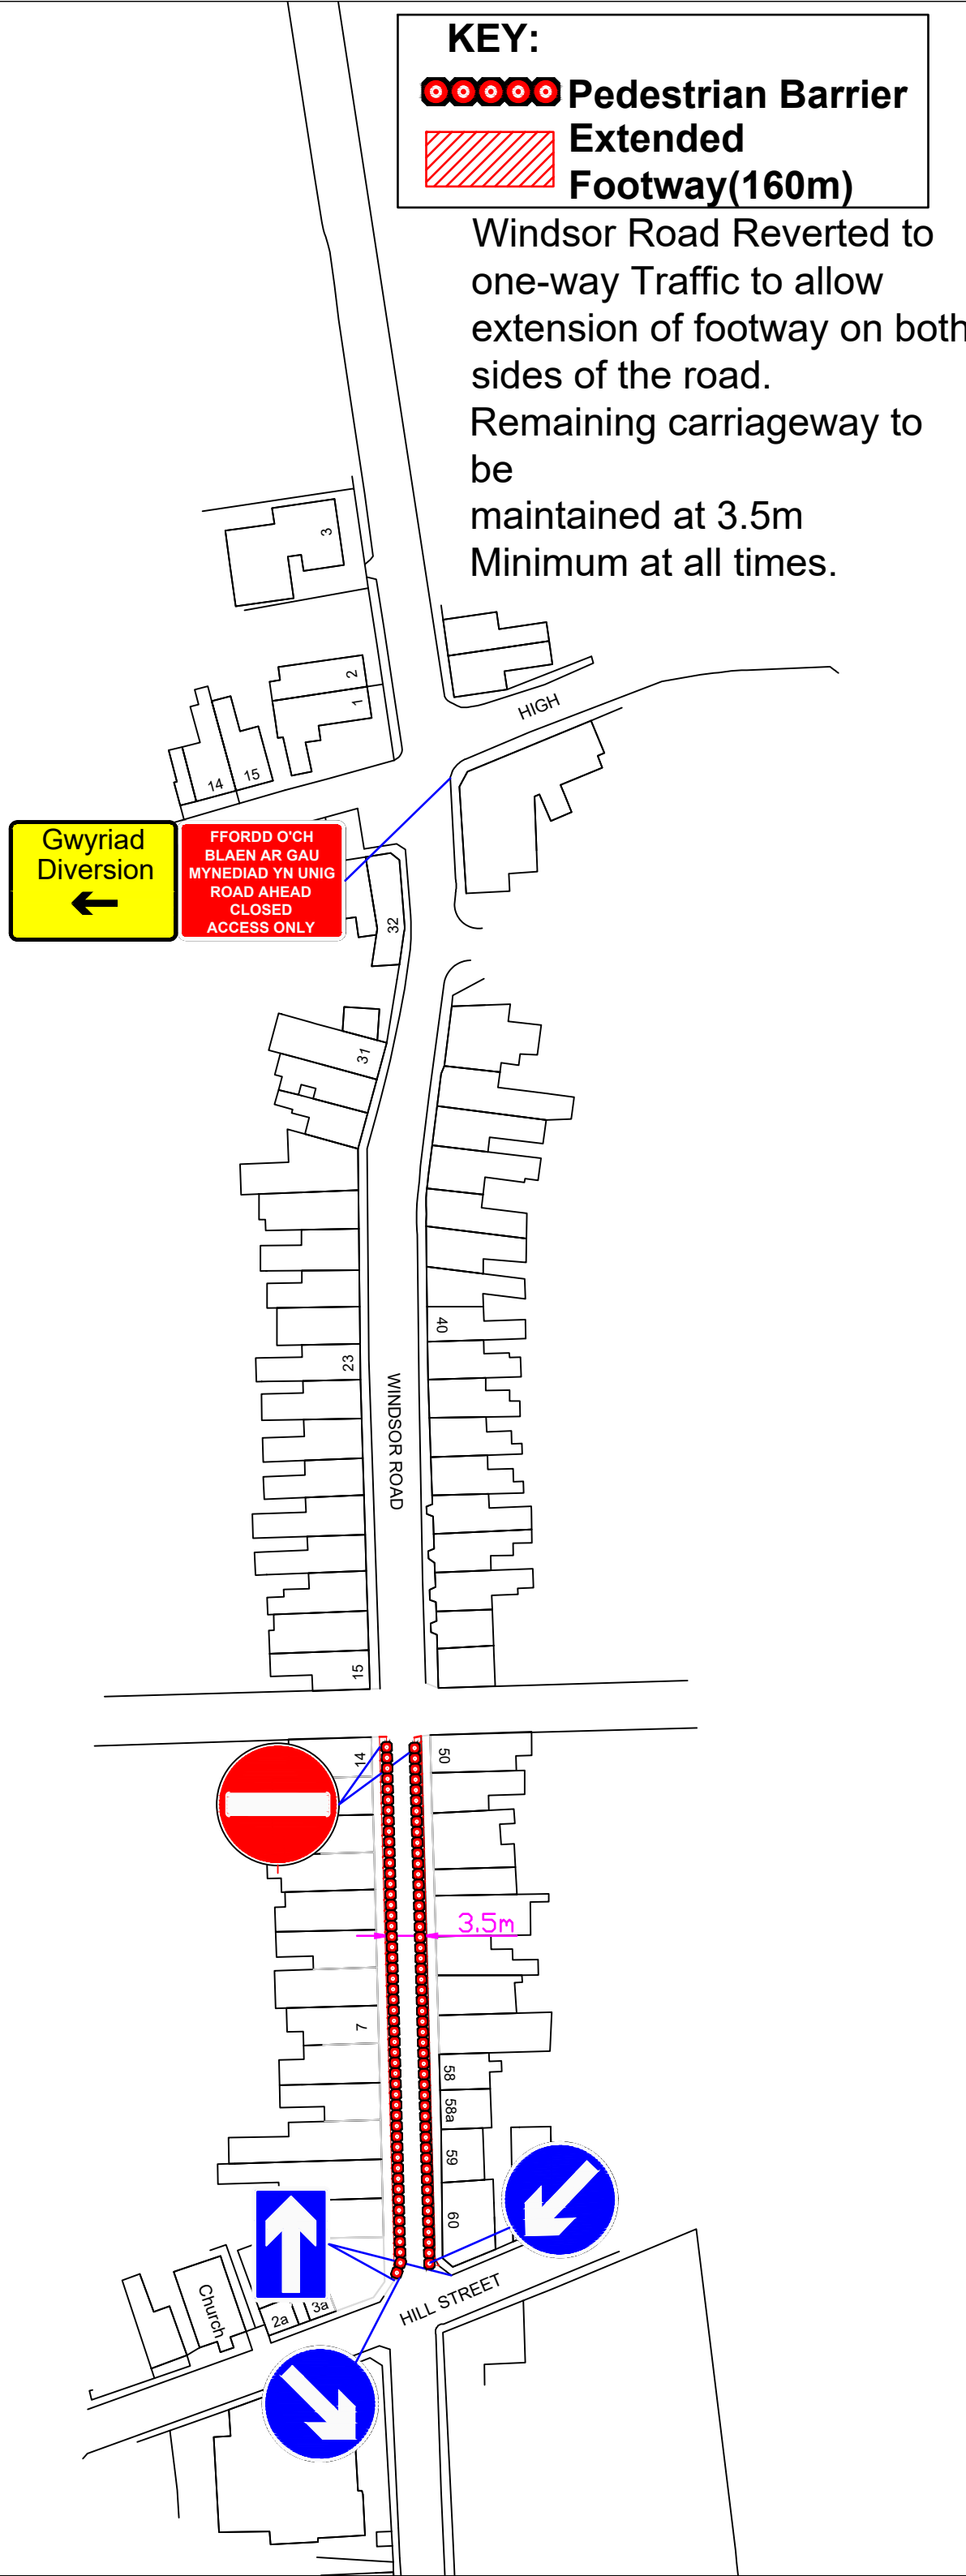 KEY:
Pedestrian Barrier
Extended
Footway(160m)
Windsor Road Reverted to
one-way Traffic to allow
extension of footway on both
sides of the road.
Remaining carriageway to
be
maintained at 3.5m
Minimum at all times.
3
2
1
HIGH
14
15
Gwyriad
Diversion
FFORDD O'CH
BLAEN AR GAU
MYNEDIAD YN UNIG
ROAD AHEAD
CLOSED
ACCESS ONLY
32
31
40
23
WINDSOR ROAD
15
14
50
3.5m
7
58
58a
59
60
HILL STREET
Church
2a
3a